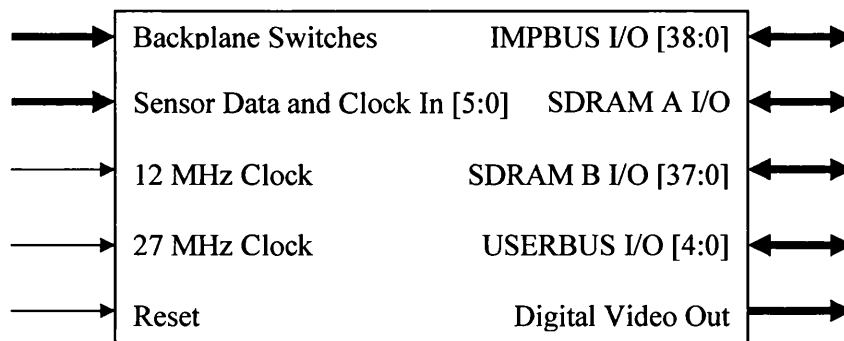 Backplane Switches IMPBUS I/O [38:0]
Sensor Data and Clock In [5:0] SDRAM A I/O
12 MHz Clock SDRAM B I/O [37:0]
27 MHz Clock USERBUS I/O [4:0]
Reset Digital Video Out